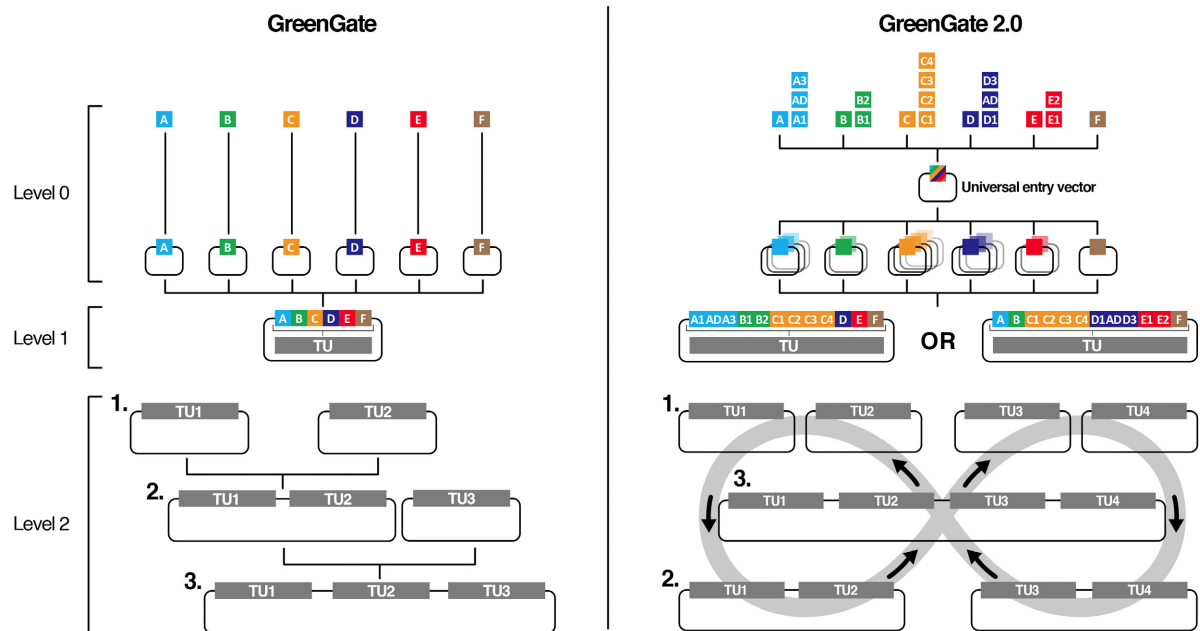 GreenGate
Level 0
A B C D E F
A B C D E F
Level 1
A B C D E F
TU
Level 2
1.
TU1 TU2
2.
TU1 TU2 TU3
3.
TU1 TU2 TU3
GreenGate 2.0
C4
A3 C3 D3
AD B2 C2 AD E2
A A1 B B1 C C1 D D1 E E1 F
Universal entry vector
A1 AD A3 B1 B2 C1 C2 C3 C4 D E F
TU
OR
A B C1 C2 C3 C4 D1 AD D3 E1 E2 F
TU
1.
TU1 TU2 TU3 TU4
3.
TU1 TU2 TU3 TU4
2.
TU1 TU2 TU3 TU4